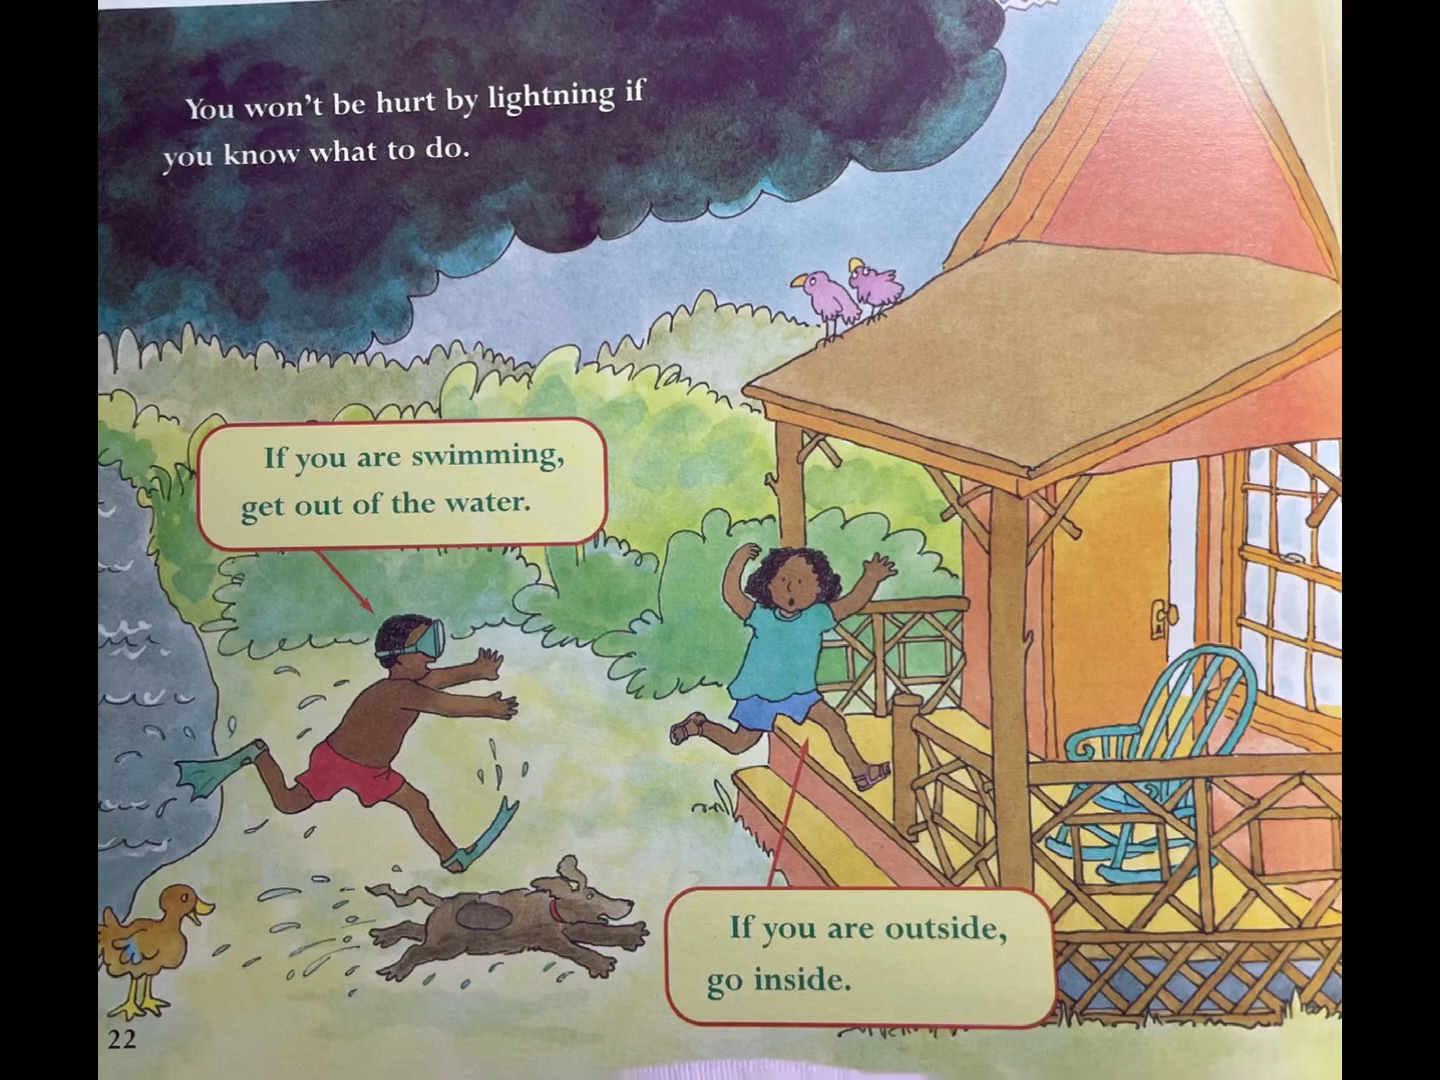 You won't be hurt by lightning if
you know what to do.
If you are swimming,
get out of the water.
If you are outside,
go inside.
22